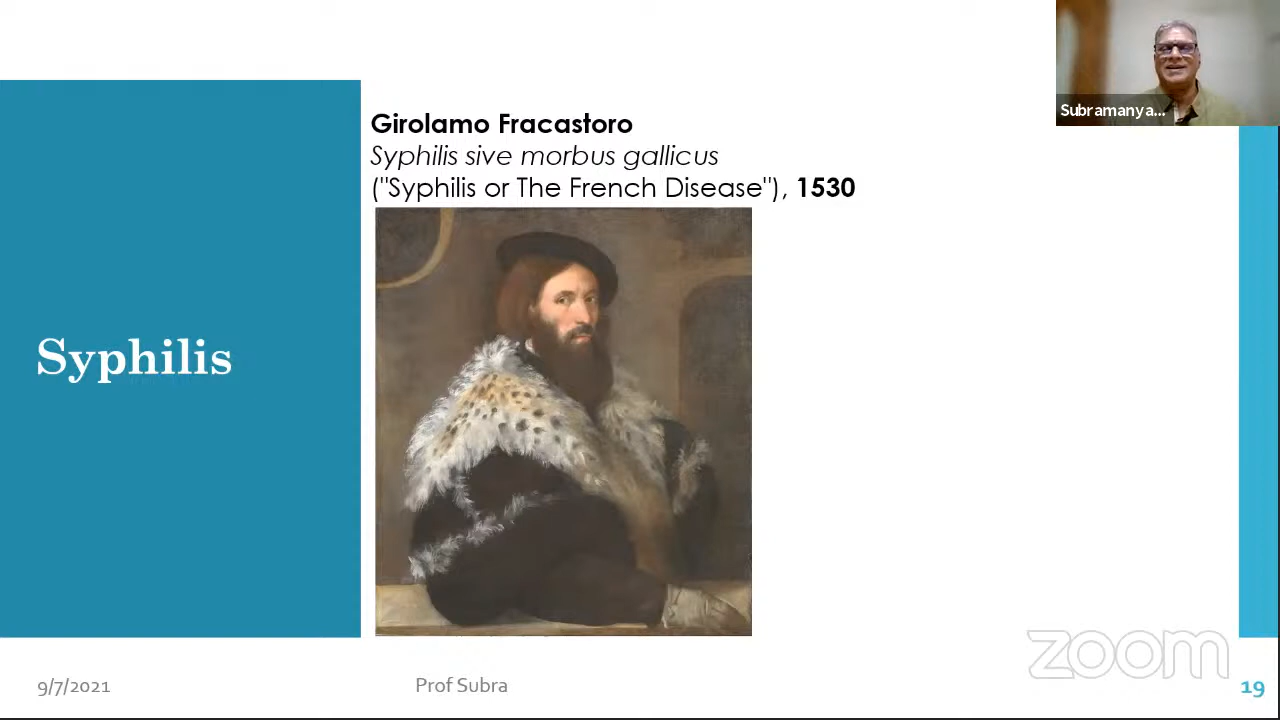 Subramanya...
Girolamo Fracastoro
Syphilis sive morbus gallicus
("Syphilis or The French Disease"), 1530
Syphilis
zoom
9/7/2021
Prof Subra
19